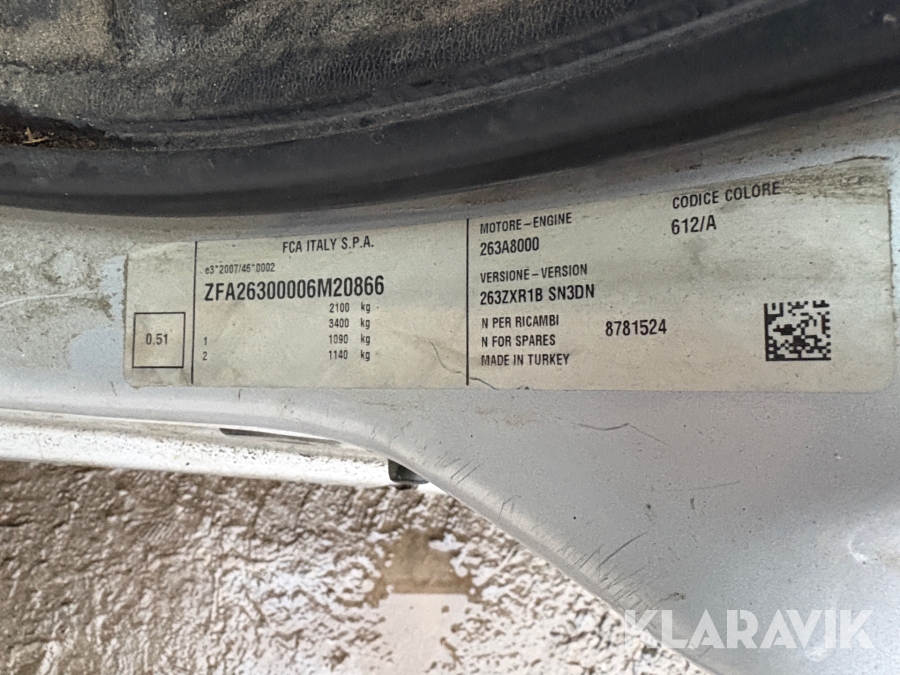 FCA ITALY S.P.A.
e3*2007/46*0002
ZFA26300006M20866
2100 kg
3400 kg
1 1090 kg
2 1140 kg
0,51
MOTORE-ENGINE
263A8000
VERSIONE-VERSION
263ZXR1B SN3DN
N PER RICAMBI
N FOR SPARES 8781524
MADE IN TURKEY
CODICE COLORE
612/A
KLARAVIK